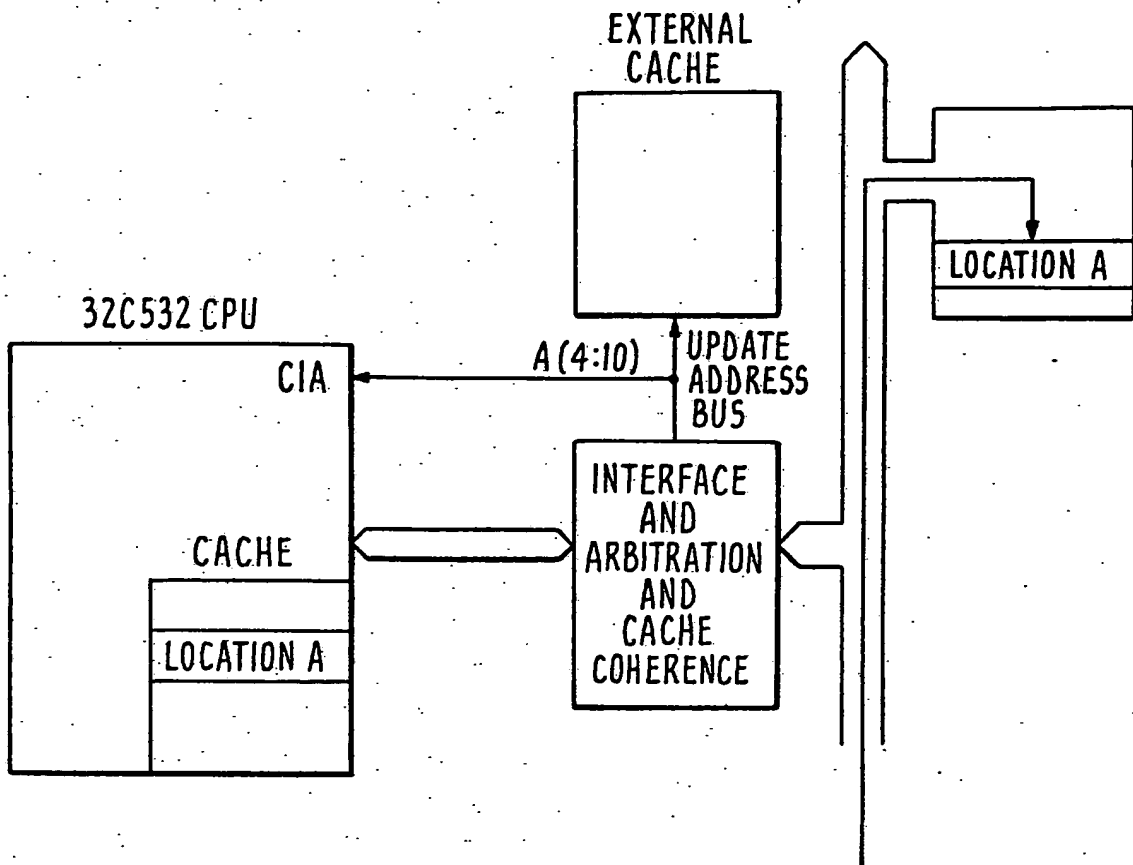 EXTERNAL
CACHE
LOCATION A
32C532 CPU
CIA
A (4:10)
UPDATE
ADDRESS
BUS
INTERFACE
AND
ARBITRATION
AND
CACHE
COHERENCE
CACHE
LOCATION A